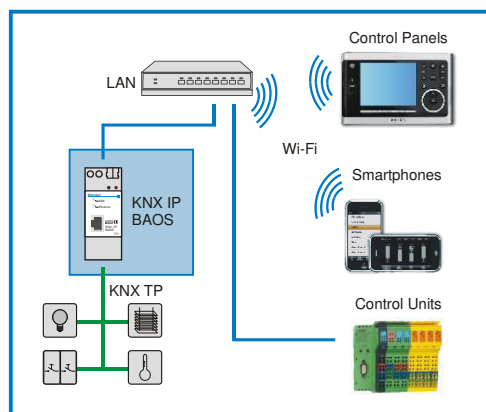 Control Panels
LAN
Wi-Fi
KNX IP
BAOS
Smartphones
KNX TP
Control Units